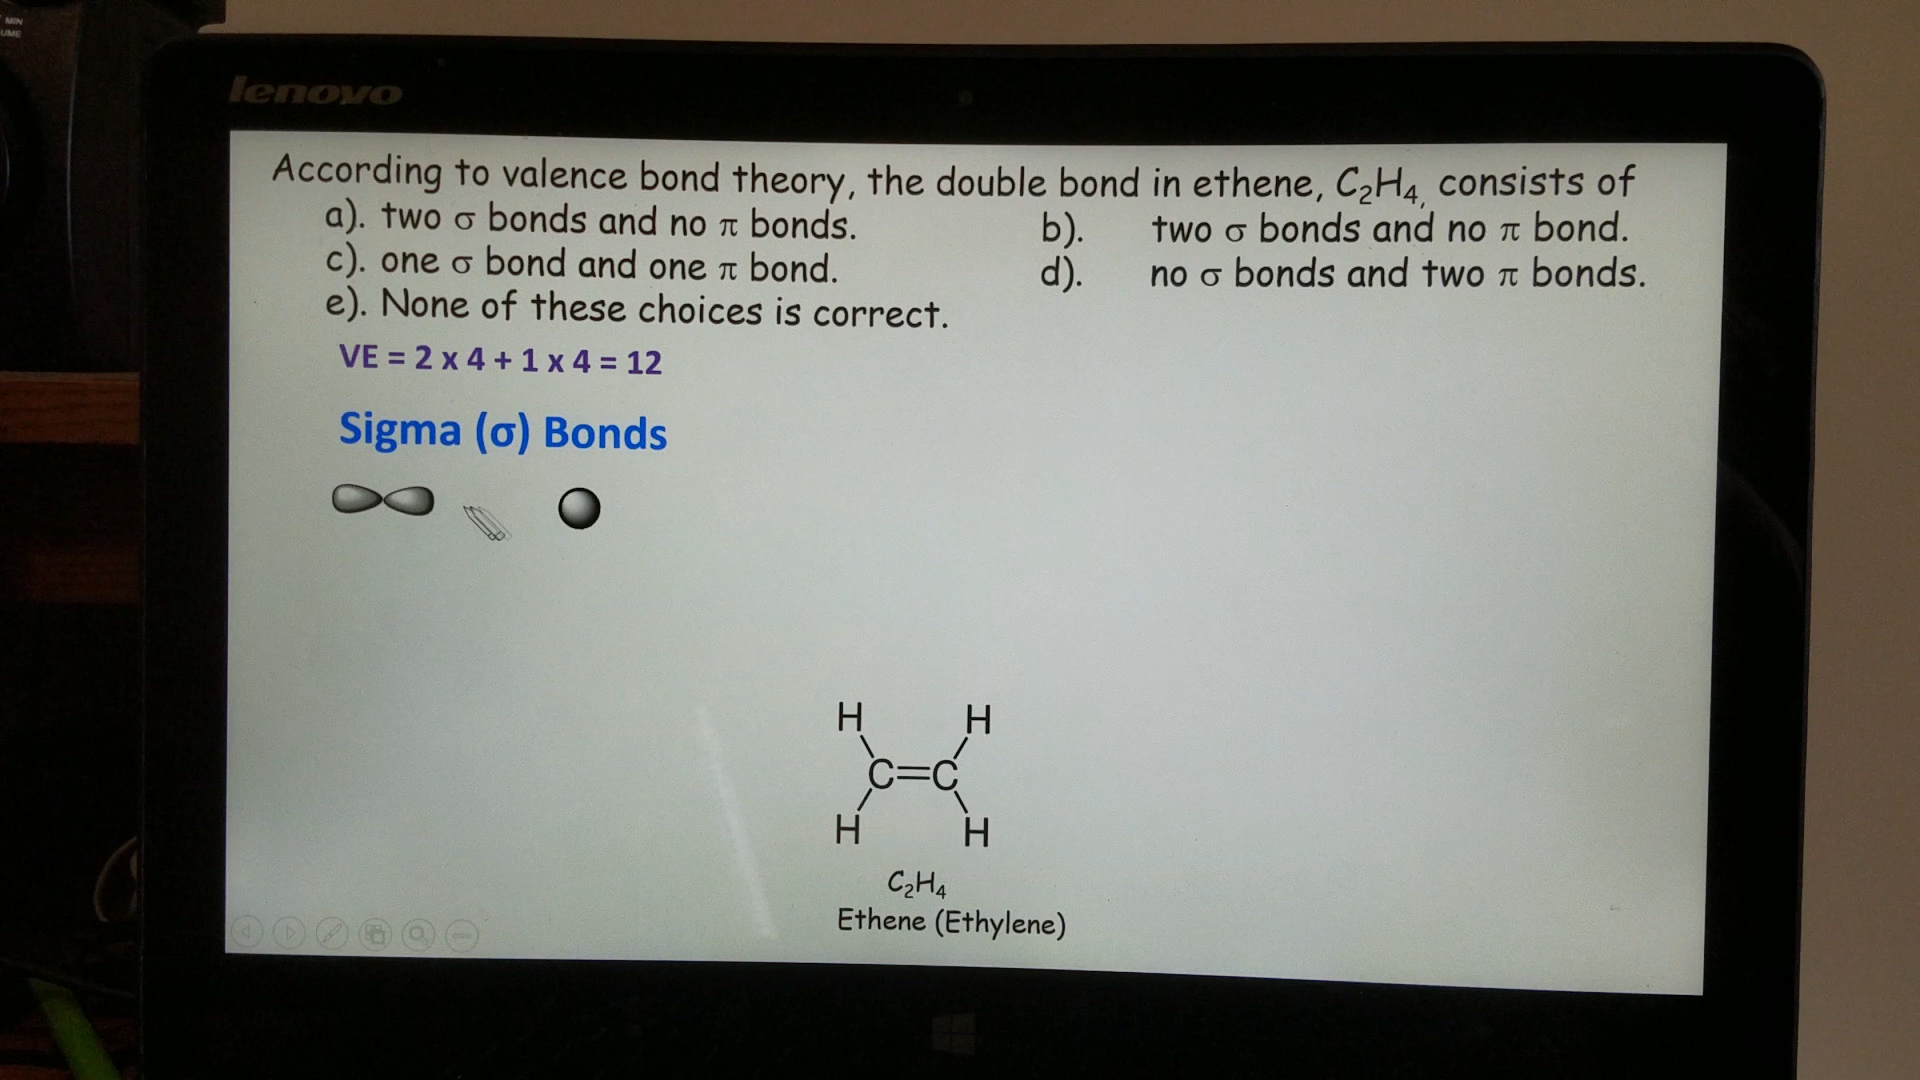 MIN
UME
lenovo
According to valence bond theory, the double bond in ethene, C₂H₄, consists of
a). two σ bonds and no π bonds. b). two σ bonds and no π bond.
c). one σ bond and one π bond. d). no σ bonds and two π bonds.
e). None of these choices is correct.
VE = 2 x 4 + 1 x 4 = 12
Sigma (σ) Bonds
H H
C=C
H H
C₂H₄
Ethene (Ethylene)